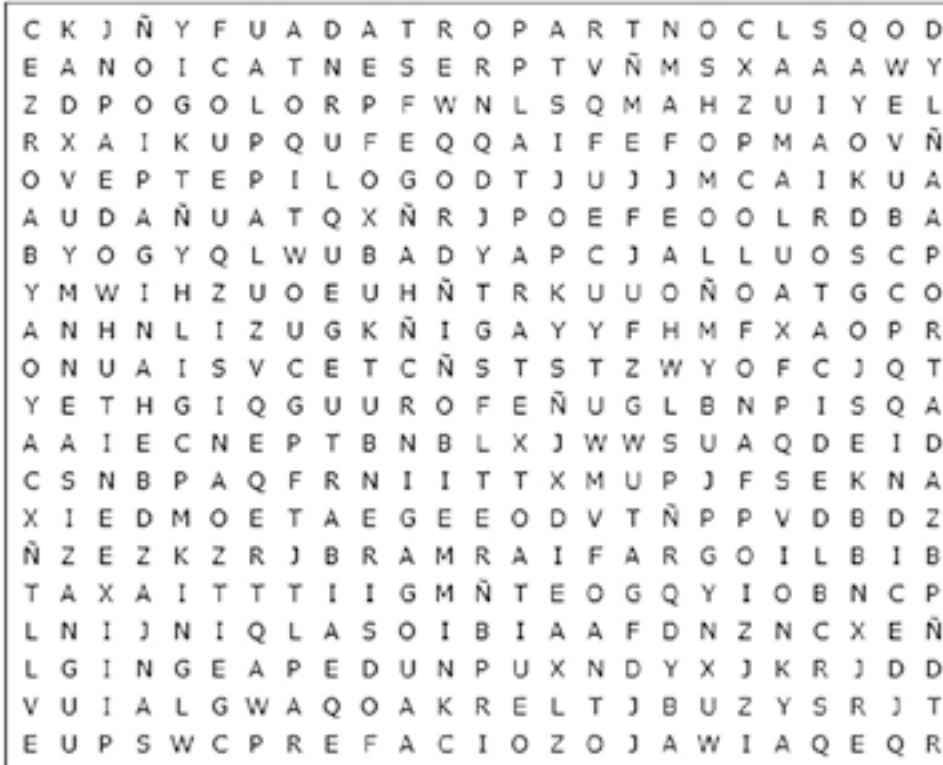 C K J Ñ Y F U A D A T R O P A R T N O C L S Q O D
E A N O I C A T N E S E R P T V Ñ M S X A A A W Y
Z D P O G O L O R P F W N L S Q M A H Z U I Y E L
R X A I K U P Q U F E Q Q A I F E F O P M A O V Ñ
O V E P T E P I L O G O D T J U J J M C A I K U A
A U D A Ñ U A T Q X Ñ R J P O E F E O O L R D B A
B Y O G Y Q L W U B A D Y A P C J A L L U O S C P
Y M W I H Z U O E U H Ñ T R K U U O Ñ O A T G C O
A N H N L I Z U G K Ñ I G A Y Y F H M F X A O P R
O N U A I S V C E T C Ñ S T S T Z W Y O F C J Q T
Y E T H G I Q G U U R O F E Ñ U G L B N P I S Q A
A A I E C N E P T B N B L X J W W S U A Q D E I D
C S N B P A Q F R N I I T T X M U P J F S E K N A
X I E D M O E T A E G E E O D V T Ñ P P V D B D Z
Ñ Z E Z K Z R J B R A M R A I F A R G O I L B I B
T A X A I T T T I I G M Ñ T E O G Q Y I O B N C P
L N I J N I Q L A S O I B I A A F D N Z N C X E Ñ
L G I N G E A P E D U N P U X N D Y X J K R J D D
V U I A L G W A Q O A K R E L T J B U Z Y S R J T
E U P S W C P R E F A C I O Z O J A W I A Q E Q R